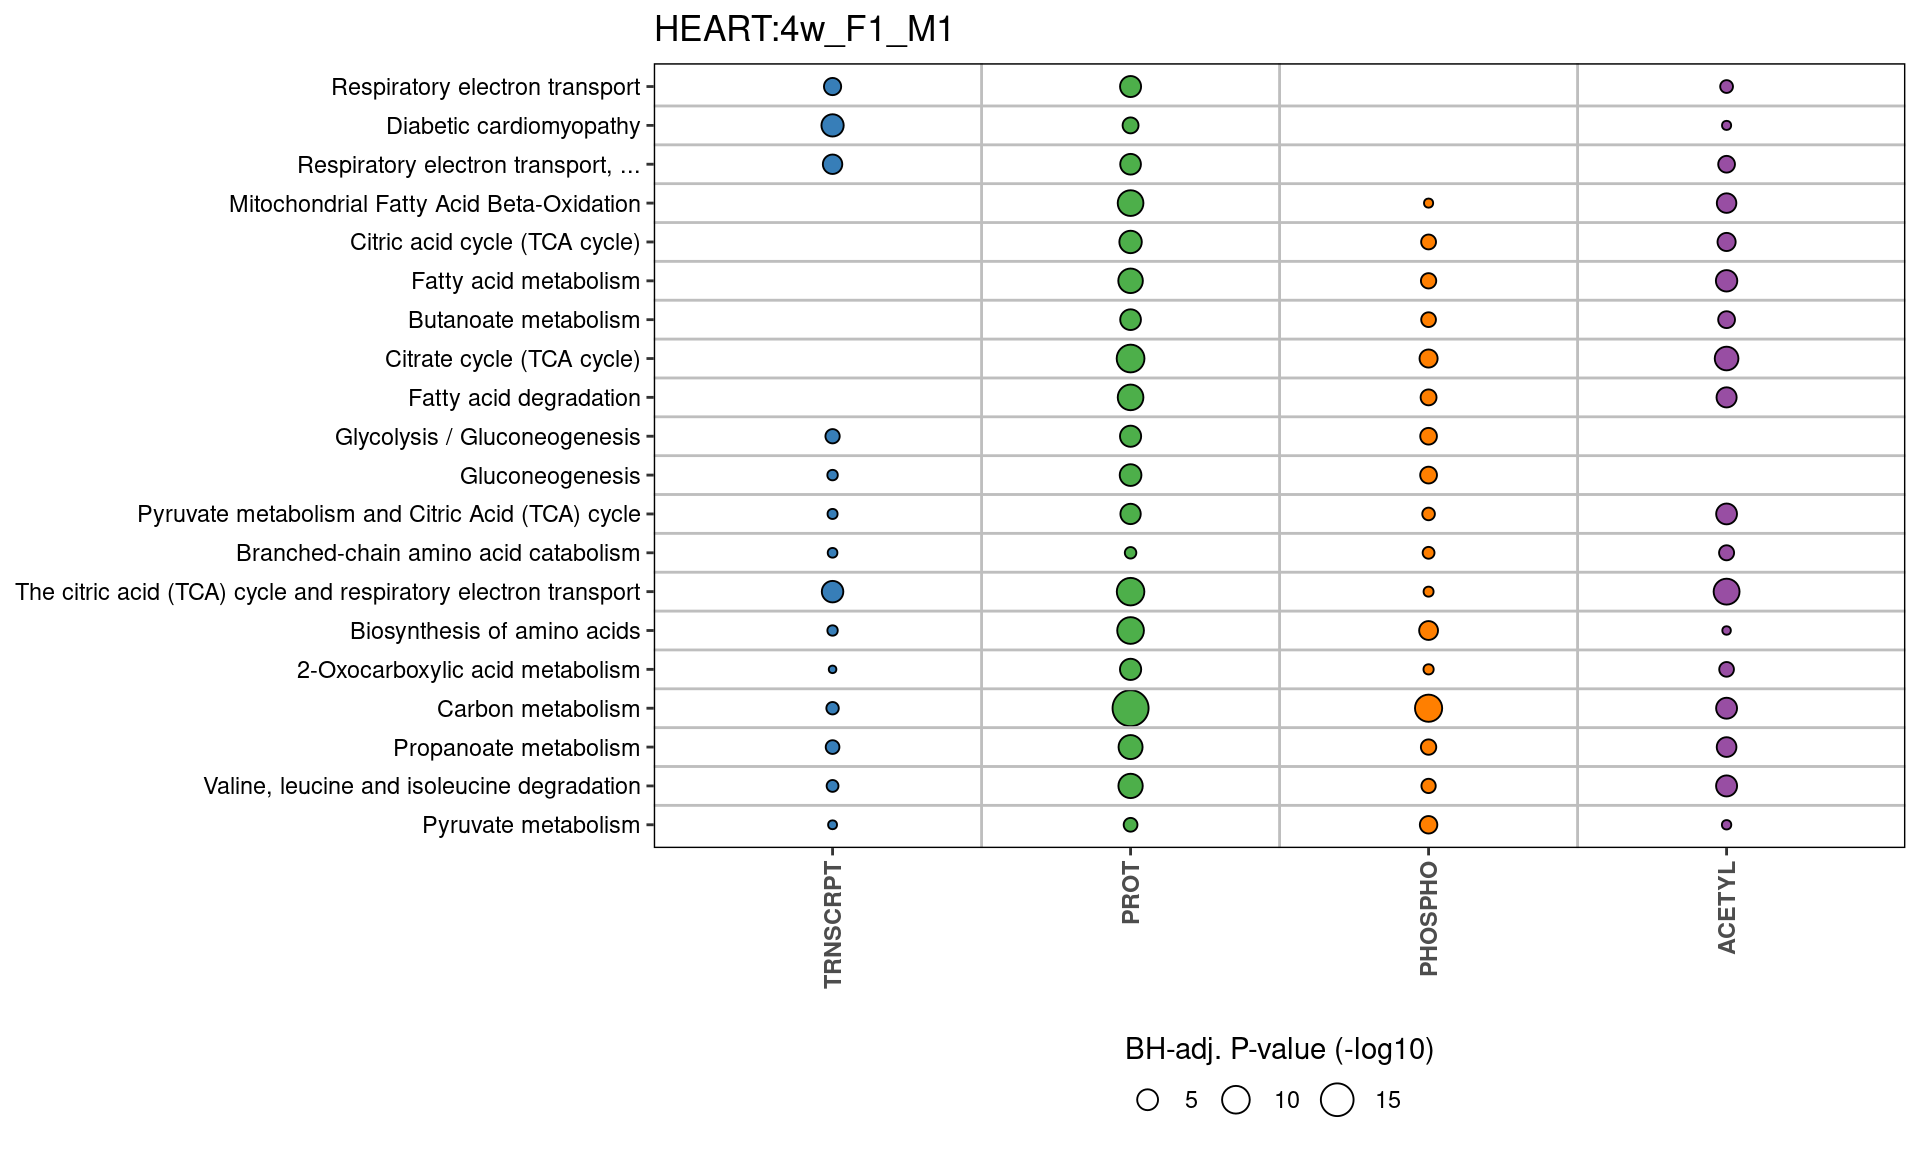 HEART:4w_F1_M1
Respiratory electron transport
Diabetic cardiomyopathy
Respiratory electron transport, ...
Mitochondrial Fatty Acid Beta-Oxidation
Citric acid cycle (TCA cycle)
Fatty acid metabolism
Butanoate metabolism
Citrate cycle (TCA cycle)
Fatty acid degradation
Glycolysis / Gluconeogenesis
Gluconeogenesis
Pyruvate metabolism and Citric Acid (TCA) cycle
Branched-chain amino acid catabolism
The citric acid (TCA) cycle and respiratory electron transport
Biosynthesis of amino acids
2-Oxocarboxylic acid metabolism
Carbon metabolism
Propanoate metabolism
Valine, leucine and isoleucine degradation
Pyruvate metabolism
TRNSCRPT
PROT
PHOSPHO
ACETYL
BH-adj. P-value (-log10)
5 10 15